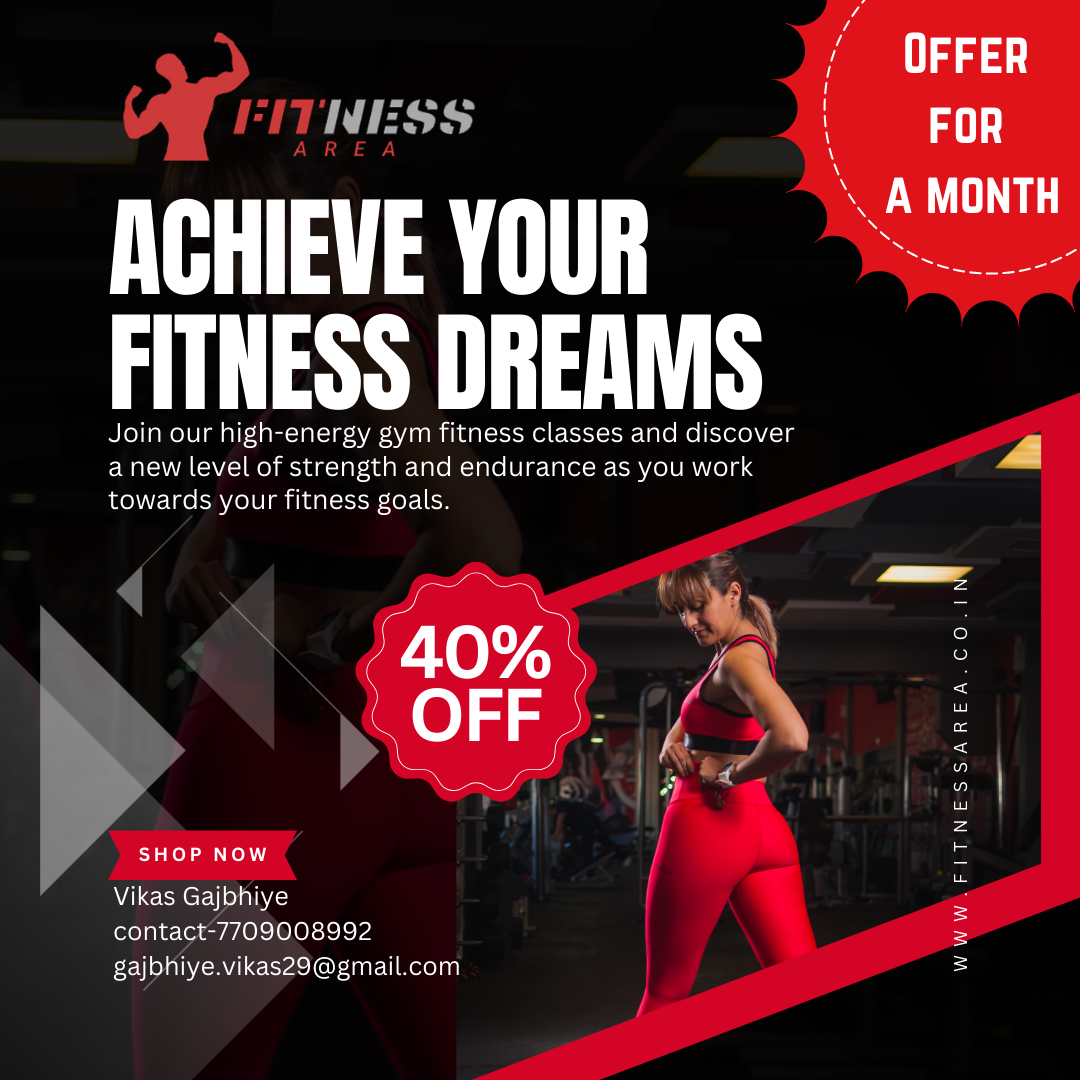 FITNESS
AREA
Offer
for
a month
ACHIEVE YOUR
FITNESS DREAMS
Join our high-energy gym fitness classes and discover
a new level of strength and endurance as you work
towards your fitness goals.
40%
OFF
SHOP NOW
Vikas Gajbhiye
contact-7709008992
gajbhiye.vikas29@gmail.com
WWW.FITNESSAREA.CO.IN